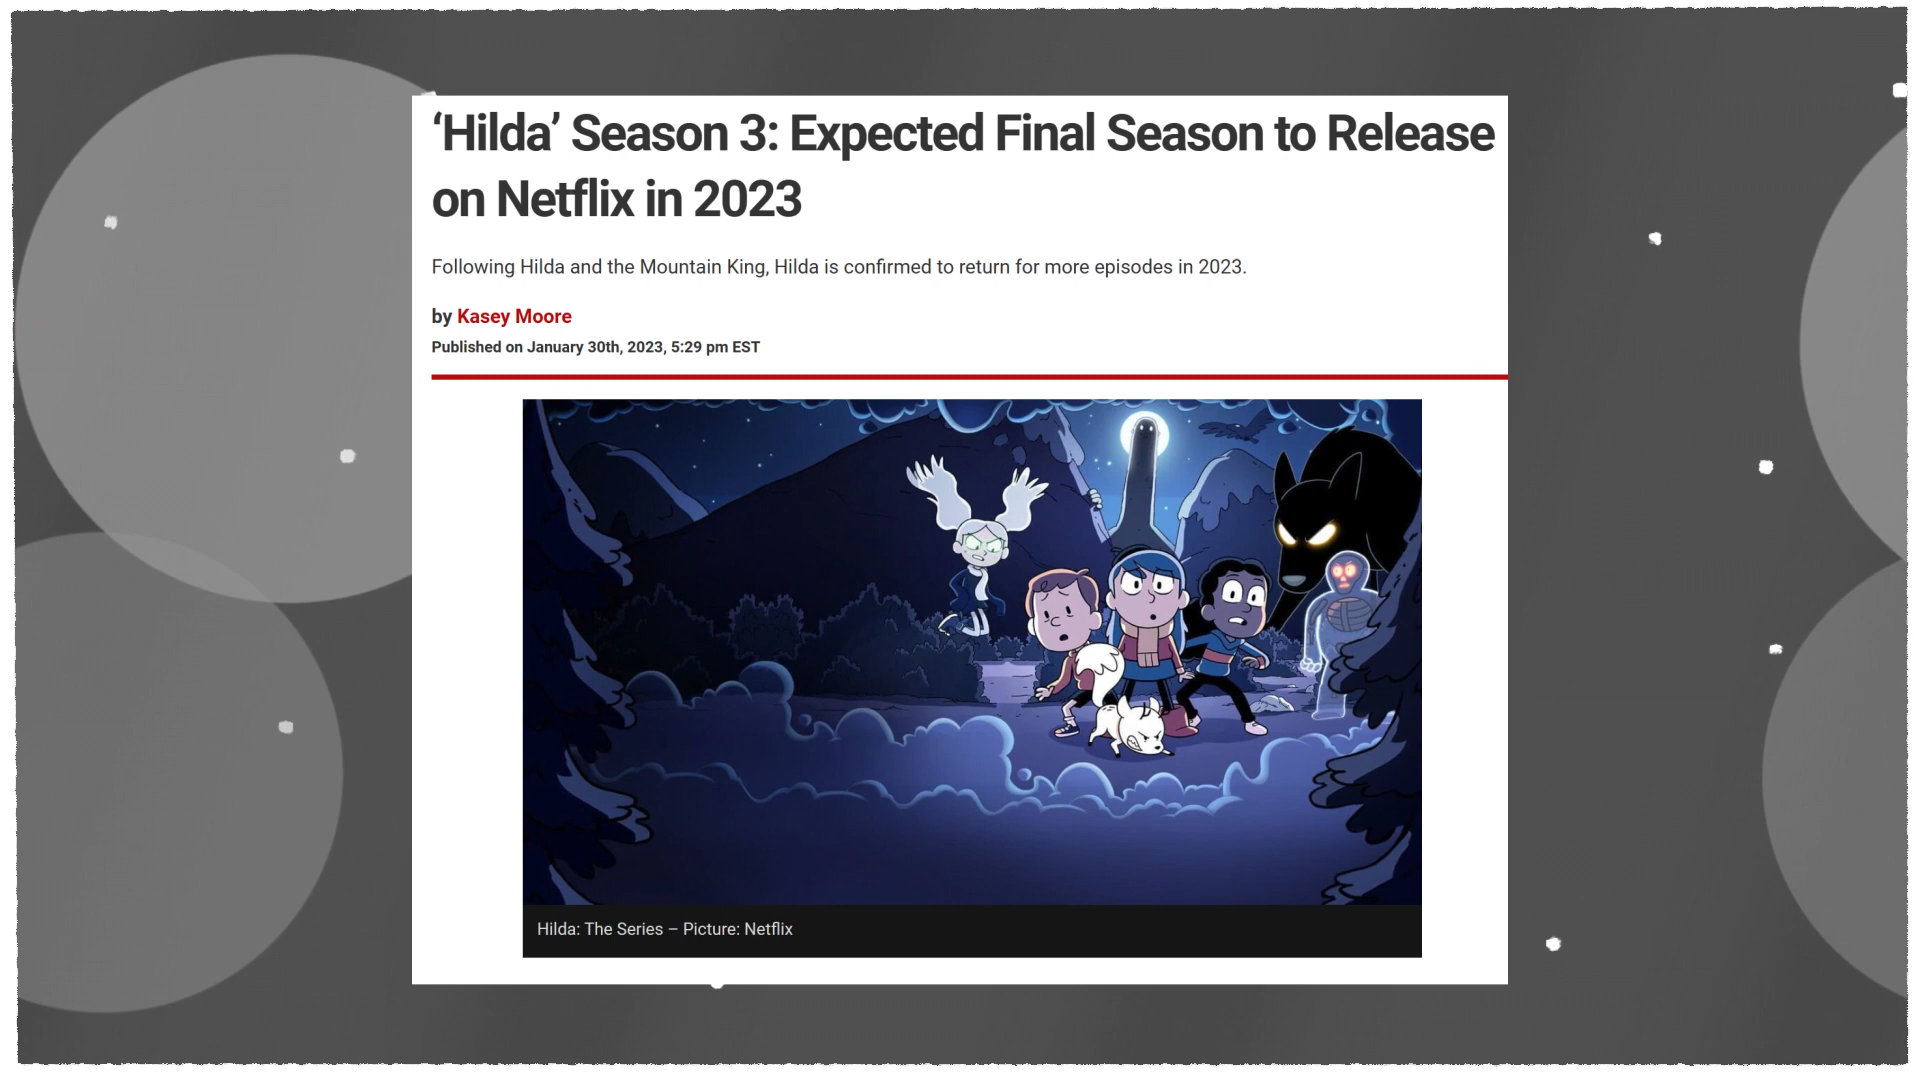 ‘Hilda’ Season 3: Expected Final Season to Release
on Netflix in 2023
Following Hilda and the Mountain King, Hilda is confirmed to return for more episodes in 2023.
by Kasey Moore
Published on January 30th, 2023, 5:29 pm EST
Hilda: The Series – Picture: Netflix